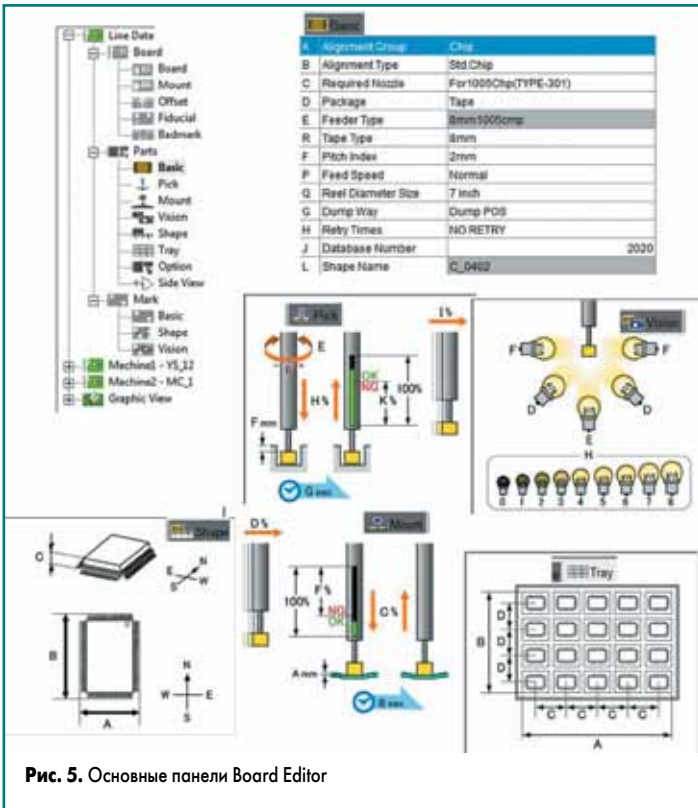 Line Data
Board
Board
Mount
Offset
Fiducial
Badmark
Parts
Basic
Pick
Mount
Vision
Shape
Tray
Option
Side View
Mark
Basic
Shape
Vision
Machine1 - YS_12
Machine2 - MC_1
Graphic View
Basic
A Alignment Group Chip
B Alignment Type Std.Chip
C Required Nozzle For1005Chp(TYPE-301)
D Package Tape
E Feeder Type 8mm1005cmp
R Tape Type 8mm
F Pitch Index 2mm
P Feed Speed Normal
Q Reel Diameter Size 7 inch
G Dump Way Dump POS
H Retry Times NO RETRY
J Database Number 2020
L Shape Name C_0402
Pick
I %
E
OK
NG
100%
H %
K %
F mm
G sec
Vision
F F
D D
E
H
0 1 2 3 4 5 6 7 8
Shape
G
E N
S W
B
A
N
W E
S
Mount
D %
100%
F %
NG
OK
G %
A mm
B sec
Tray
B
D
D
D
C C C C
A
Рис. 5. Основные панели Board Editor